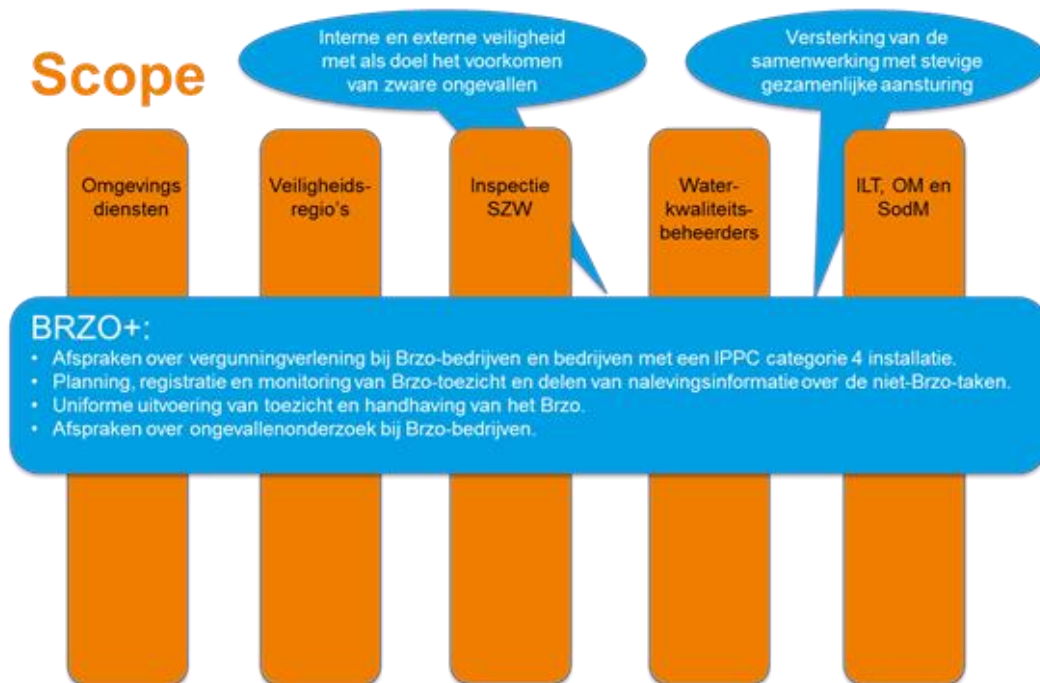 Scope
Interne en externe veiligheid
met als doel het voorkomen
van zware ongevallen
Versterking van de
samenwerking met stevige
gezamenlijke aansturing
Omgevings
diensten
Veiligheids-
regio's
Inspectie
SZW
Water-
kwaliteits-
beheerders
ILT, OM en
SodM
BRZO+:
• Afspraken over vergunningverlening bij Brzo-bedrijven en bedrijven met een IPPC categorie 4 installatie.
• Planning, registratie en monitoring van Brzo-toezicht en delen van nalevingsinformatie over de niet-Brzo-taken.
• Uniforme uitvoering van toezicht en handhaving van het Brzo.
• Afspraken over ongevallenonderzoek bij Brzo-bedrijven.